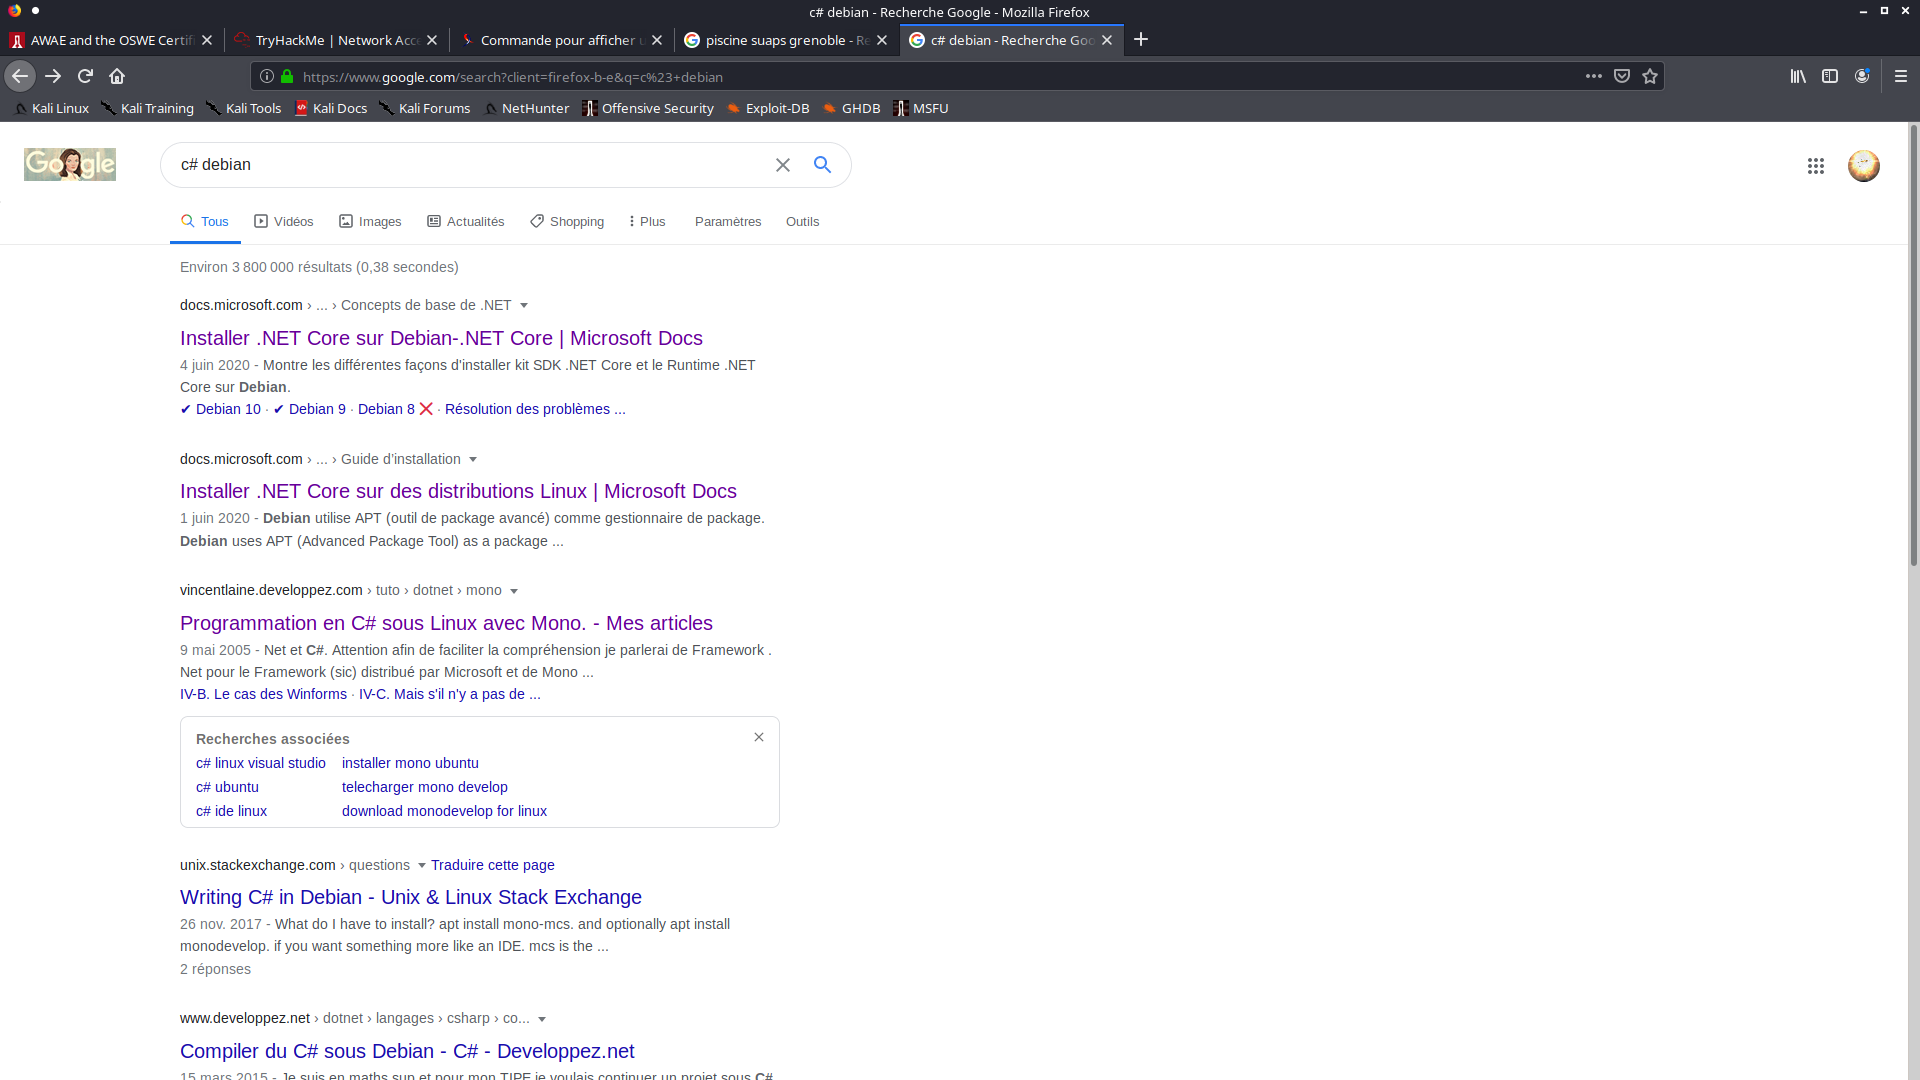 c# debian - Recherche Google - Mozilla Firefox
AWAE and the OSWE Certifi
TryHackMe | Network Acce
Commande pour afficher u
piscine suaps grenoble - Re
c# debian - Recherche Goo
https://www.google.com/search?client=firefox-b-e&q=c%23+debian
Kali Linux Kali Training Kali Tools Kali Docs Kali Forums NetHunter Offensive Security Exploit-DB GHDB MSFU
Google
c# debian
Tous Vidéos Images Actualités Shopping Plus Paramètres Outils
Environ 3 800 000 résultats (0,38 secondes)
docs.microsoft.com › ... › Concepts de base de .NET
Installer .NET Core sur Debian-.NET Core | Microsoft Docs
4 juin 2020 - Montre les différentes façons d'installer kit SDK .NET Core et le Runtime .NET
Core sur Debian.
✔ Debian 10 · ✔ Debian 9 · Debian 8 ❌ · Résolution des problèmes ...
docs.microsoft.com › ... › Guide d'installation
Installer .NET Core sur des distributions Linux | Microsoft Docs
1 juin 2020 - Debian utilise APT (outil de package avancé) comme gestionnaire de package.
Debian uses APT (Advanced Package Tool) as a package ...
vincentlaine.developpez.com › tuto › dotnet › mono
Programmation en C# sous Linux avec Mono. - Mes articles
9 mai 2005 - Net et C#. Attention afin de faciliter la compréhension je parlerai de Framework .
Net pour le Framework (sic) distribué par Microsoft et de Mono ...
IV-B. Le cas des Winforms · IV-C. Mais s'il n'y a pas de ...
Recherches associées
c# linux visual studio installer mono ubuntu
c# ubuntu telecharger mono develop
c# ide linux download monodevelop for linux
unix.stackexchange.com › questions Traduire cette page
Writing C# in Debian - Unix & Linux Stack Exchange
26 nov. 2017 - What do I have to install? apt install mono-mcs. and optionally apt install
monodevelop. if you want something more like an IDE. mcs is the ...
2 réponses
www.developpez.net › dotnet › langages › csharp › co...
Compiler du C# sous Debian - C# - Developpez.net
15 mars 2015 - Je suis en maths sup et pour mon TIPE je voulais continuer un projet sous C#